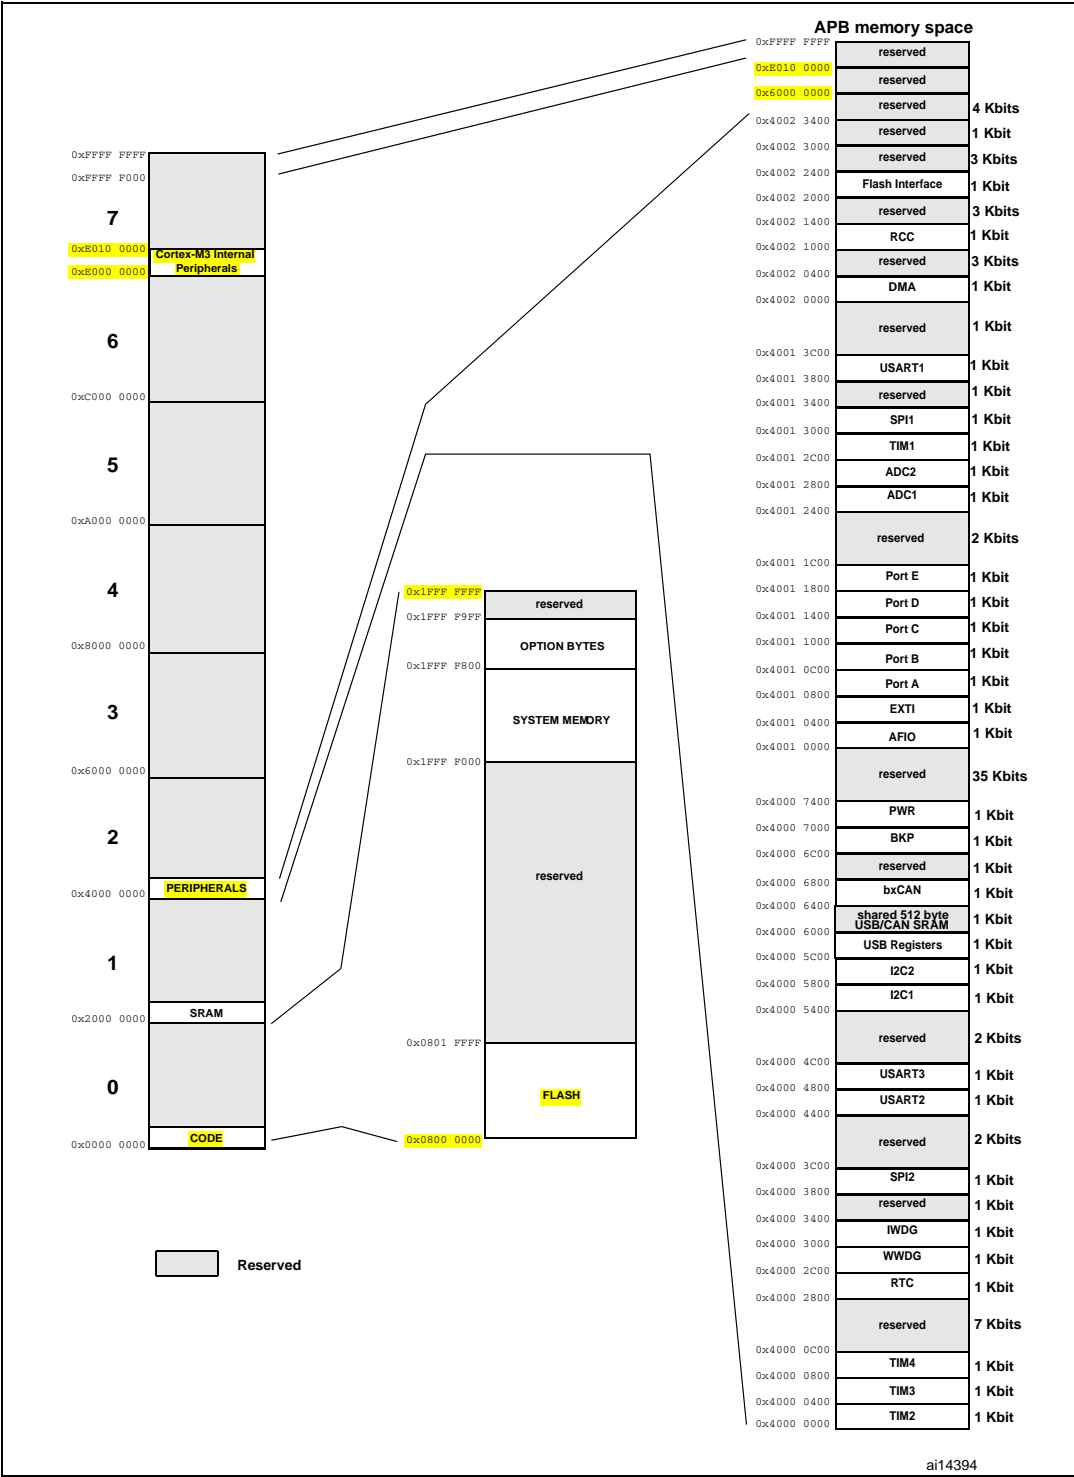 APB memory space
0xFFFF FFFF
reserved
0xE010 0000
reserved
0x6000 0000
reserved
4 Kbits
0x4002 3400
reserved
1 Kbit
0x4002 3000
reserved
3 Kbits
0x4002 2400
Flash Interface
1 Kbit
0x4002 2000
reserved
3 Kbits
0x4002 1400
RCC
1 Kbit
0x4002 1000
reserved
3 Kbits
0x4002 0400
DMA
1 Kbit
0x4002 0000
reserved
1 Kbit
0x4001 3C00
USART1
1 Kbit
0x4001 3800
reserved
1 Kbit
0x4001 3400
SPI1
1 Kbit
0x4001 3000
TIM1
1 Kbit
0x4001 2C00
ADC2
1 Kbit
0x4001 2800
ADC1
1 Kbit
0x4001 2400
reserved
2 Kbits
0x4001 1C00
Port E
1 Kbit
0x4001 1800
Port D
1 Kbit
0x4001 1400
Port C
1 Kbit
0x4001 1000
Port B
1 Kbit
0x4001 0C00
Port A
1 Kbit
0x4001 0800
EXTI
1 Kbit
0x4001 0400
AFIO
1 Kbit
0x4001 0000
reserved
35 Kbits
0x4000 7400
PWR
1 Kbit
0x4000 7000
BKP
1 Kbit
0x4000 6C00
reserved
1 Kbit
0x4000 6800
bxCAN
1 Kbit
0x4000 6400
shared 512 byte
USB/CAN SRAM
1 Kbit
0x4000 6000
USB Registers
1 Kbit
0x4000 5C00
I2C2
1 Kbit
0x4000 5800
I2C1
1 Kbit
0x4000 5400
reserved
2 Kbits
0x4000 4C00
USART3
1 Kbit
0x4000 4800
USART2
1 Kbit
0x4000 4400
reserved
2 Kbits
0x4000 3C00
SPI2
1 Kbit
0x4000 3800
reserved
1 Kbit
0x4000 3400
IWDG
1 Kbit
0x4000 3000
WWDG
1 Kbit
0x4000 2C00
RTC
1 Kbit
0x4000 2800
reserved
7 Kbits
0x4000 0C00
TIM4
1 Kbit
0x4000 0800
TIM3
1 Kbit
0x4000 0400
TIM2
1 Kbit
0x4000 0000
0xFFFF FFFF
0xFFFF F000
7
0xE010 0000
Cortex-M3 Internal
Peripherals
0xE000 0000
6
0xC000 0000
5
0xA000 0000
4
0x8000 0000
3
0x6000 0000
2
PERIPHERALS
0x4000 0000
1
SRAM
0x2000 0000
0
CODE
0x0000 0000
0x1FFF FFFF
reserved
0x1FFF F9FF
OPTION BYTES
0x1FFF F800
SYSTEM MEMORY
0x1FFF F000
reserved
0x0801 FFFF
FLASH
0x0800 0000
Reserved
ai14394